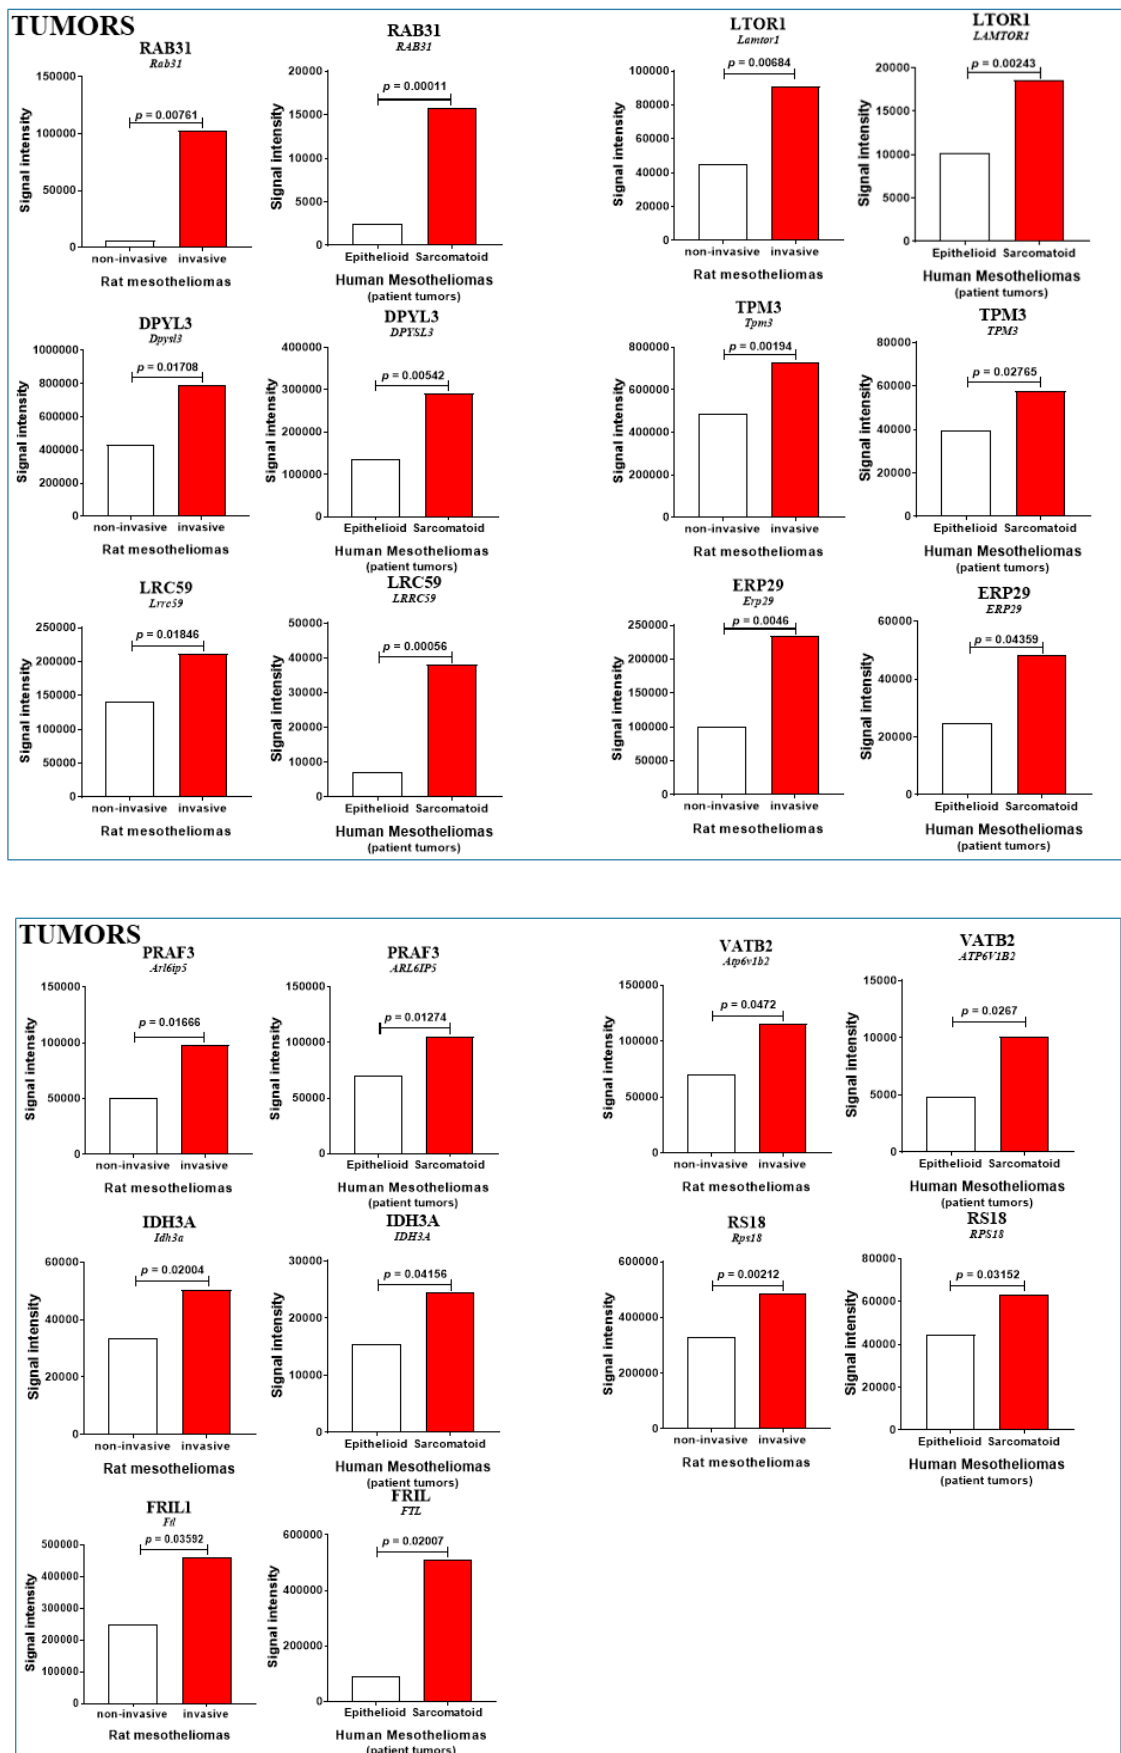 TUMORS
RAB31
Rab31
Signal intensity
150000
100000
50000
0
p = 0.00761
non-invasive invasive
Rat mesotheliomas
RAB31
RAB31
Signal intensity
20000
15000
10000
5000
0
p = 0.00011
Epithelioid Sarcomatoid
Human Mesotheliomas
(patient tumors)
LTOR1
Lamtor1
Signal intensity
100000
80000
60000
40000
20000
0
p = 0.00684
non-invasive invasive
Rat mesotheliomas
LTOR1
LAMTOR1
Signal intensity
20000
15000
10000
5000
0
p = 0.00243
Epithelioid Sarcomatoid
Human Mesotheliomas
(patient tumors)
DPYL3
Dpysl3
Signal intensity
1000000
800000
600000
400000
200000
0
p = 0.01708
non-invasive invasive
Rat mesotheliomas
DPYL3
DPYSL3
Signal intensity
400000
300000
200000
100000
0
p = 0.00542
Epithelioid Sarcomatoid
Human Mesotheliomas
(patient tumors)
TPM3
Tpm3
Signal intensity
800000
600000
400000
200000
0
p = 0.00194
non-invasive invasive
Rat mesotheliomas
TPM3
TPM3
Signal intensity
80000
60000
40000
20000
0
p = 0.02765
Epithelioid Sarcomatoid
Human Mesotheliomas
(patient tumors)
LRC59
Lrrc59
Signal intensity
250000
200000
150000
100000
50000
0
p = 0.01846
non-invasive invasive
Rat mesotheliomas
LRC59
LRRC59
Signal intensity
50000
40000
30000
20000
10000
0
p = 0.00056
Epithelioid Sarcomatoid
Human Mesotheliomas
(patient tumors)
ERP29
Erp29
Signal intensity
250000
200000
150000
100000
50000
0
p = 0.0046
non-invasive invasive
Rat mesotheliomas
ERP29
ERP29
Signal intensity
60000
40000
20000
0
p = 0.04359
Epithelioid Sarcomatoid
Human Mesotheliomas
(patient tumors)
TUMORS
PRAF3
Arl6ip5
Signal intensity
150000
100000
50000
0
p = 0.01666
non-invasive invasive
Rat mesotheliomas
PRAF3
ARL6IP5
Signal intensity
150000
100000
50000
0
p = 0.01274
Epithelioid Sarcomatoid
Human Mesotheliomas
(patient tumors)
VATB2
Atp6v1b2
Signal intensity
150000
100000
50000
0
p = 0.0472
non-invasive invasive
Rat mesotheliomas
VATB2
ATP6V1B2
Signal intensity
15000
10000
5000
0
p = 0.0267
Epithelioid Sarcomatoid
Human Mesotheliomas
(patient tumors)
IDH3A
Idh3a
Signal intensity
60000
40000
20000
0
p = 0.02004
non-invasive invasive
Rat mesotheliomas
IDH3A
IDH3A
Signal intensity
30000
20000
10000
0
p = 0.04156
Epithelioid Sarcomatoid
Human Mesotheliomas
(patient tumors)
RS18
Rps18
Signal intensity
600000
400000
200000
0
p = 0.00212
non-invasive invasive
Rat mesotheliomas
RS18
RPS18
Signal intensity
80000
60000
40000
20000
0
p = 0.03152
Epithelioid Sarcomatoid
Human Mesotheliomas
(patient tumors)
FRIL1
Ftl
Signal intensity
500000
400000
300000
200000
100000
0
p = 0.03592
non-invasive invasive
Rat mesotheliomas
FRIL
FTL
Signal intensity
600000
400000
200000
0
p = 0.02007
Epithelioid Sarcomatoid
Human Mesotheliomas
(patient tumors)